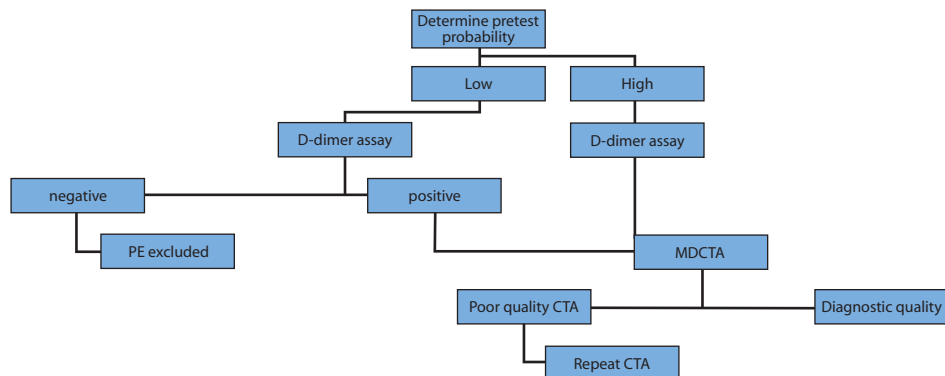 Determine pretest
probability
Low
High
D-dimer assay
D-dimer assay
negative
positive
PE excluded
MDCTA
Poor quality CTA
Diagnostic quality
Repeat CTA